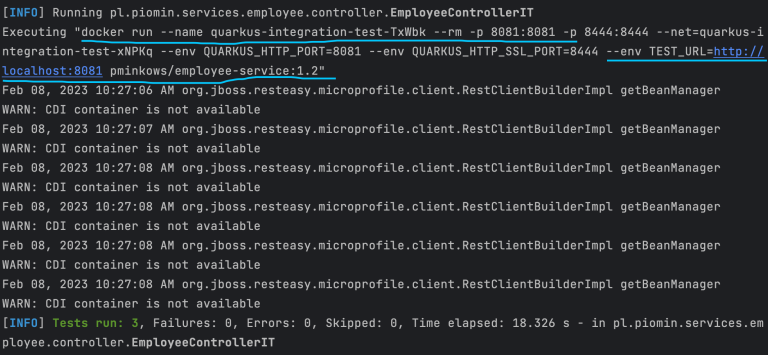 [INFO] Running pl.piomin.services.employee.controller.EmployeeControllerIT
Executing "docker run --name quarkus-integration-test-TxWbk --rm -p 8081:8081 -p 8444:8444 --net=quarkus-i
ntegration-test-xNPKq --env QUARKUS_HTTP_PORT=8081 --env QUARKUS_HTTP_SSL_PORT=8444 --env TEST_URL=http://
localhost:8081 pminkows/employee-service:1.2"
Feb 08, 2023 10:27:06 AM org.jboss.resteasy.microprofile.client.RestClientBuilderImpl getBeanManager
WARN: CDI container is not available
Feb 08, 2023 10:27:07 AM org.jboss.resteasy.microprofile.client.RestClientBuilderImpl getBeanManager
WARN: CDI container is not available
Feb 08, 2023 10:27:08 AM org.jboss.resteasy.microprofile.client.RestClientBuilderImpl getBeanManager
WARN: CDI container is not available
Feb 08, 2023 10:27:08 AM org.jboss.resteasy.microprofile.client.RestClientBuilderImpl getBeanManager
WARN: CDI container is not available
Feb 08, 2023 10:27:08 AM org.jboss.resteasy.microprofile.client.RestClientBuilderImpl getBeanManager
WARN: CDI container is not available
Feb 08, 2023 10:27:08 AM org.jboss.resteasy.microprofile.client.RestClientBuilderImpl getBeanManager
WARN: CDI container is not available
[INFO] Tests run: 3, Failures: 0, Errors: 0, Skipped: 0, Time elapsed: 18.326 s - in pl.piomin.services.em
ployee.controller.EmployeeControllerIT